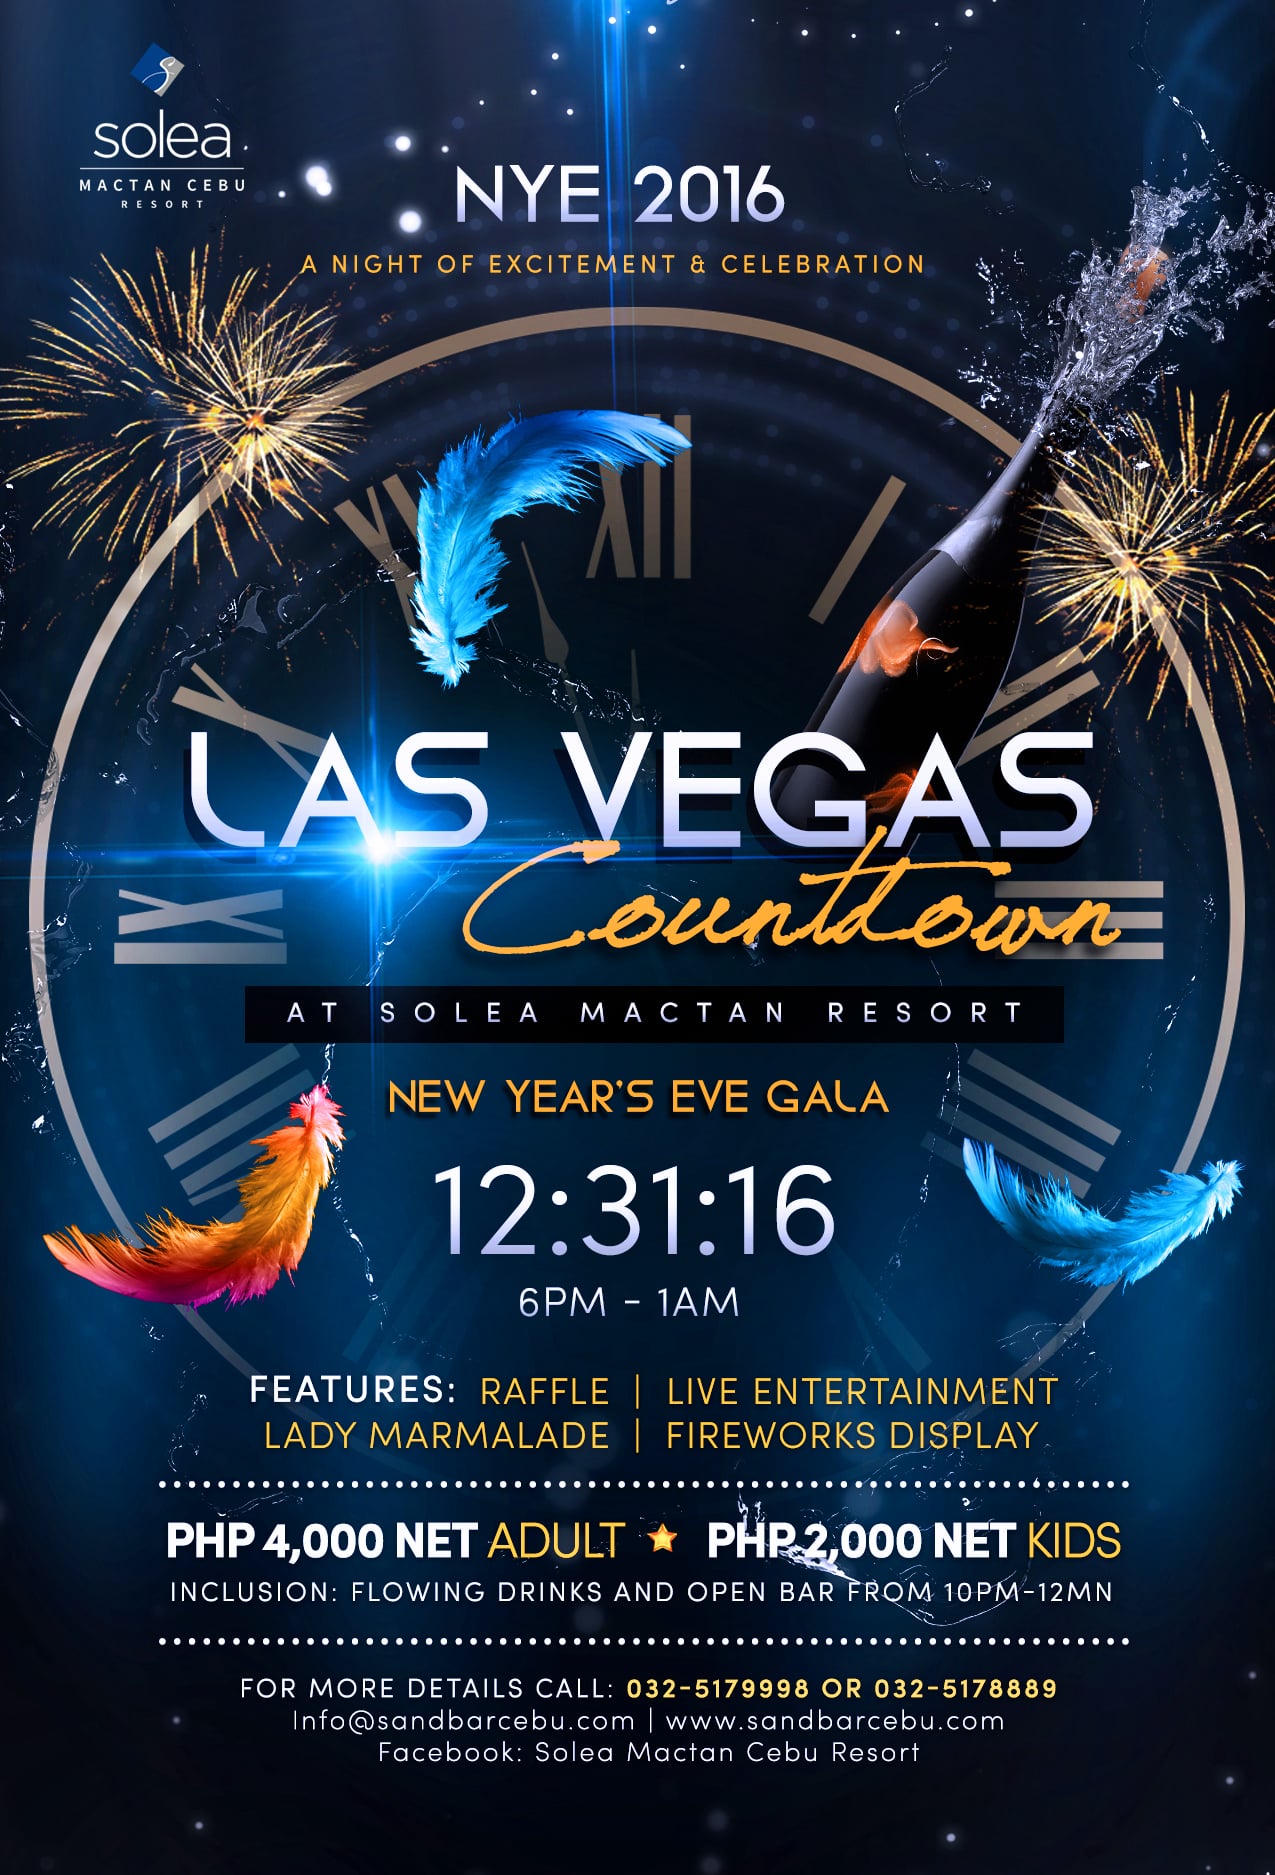 solea
MACTAN CEBU
RESORT
NYE 2016
A NIGHT OF EXCITEMENT & CELEBRATION
XII
LAS VEGAS
Countdown
IX
AT SOLEA MACTAN RESORT
NEW YEAR'S EVE GALA
12:31:16
6PM - 1AM
FEATURES: RAFFLE | LIVE ENTERTAINMENT
LADY MARMALADE | FIREWORKS DISPLAY
PHP 4,000 NET ADULT PHP 2,000 NET KIDS
INCLUSION: FLOWING DRINKS AND OPEN BAR FROM 10PM-12MN
FOR MORE DETAILS CALL: 032-5179998 OR 032-5178889
Info@sandbarcebu.com | www.sandbarcebu.com
Facebook: Solea Mactan Cebu Resort